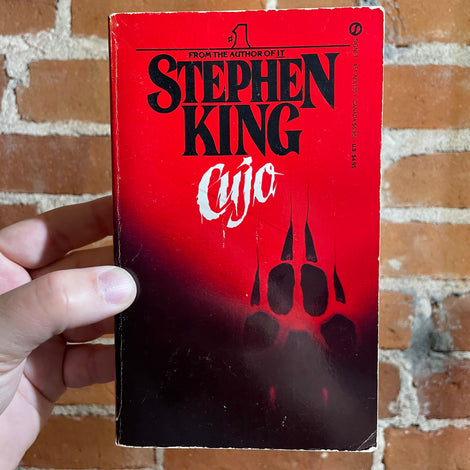 #1
FROM THE AUTHOR OF IT
STEPHEN
KING
Cujo